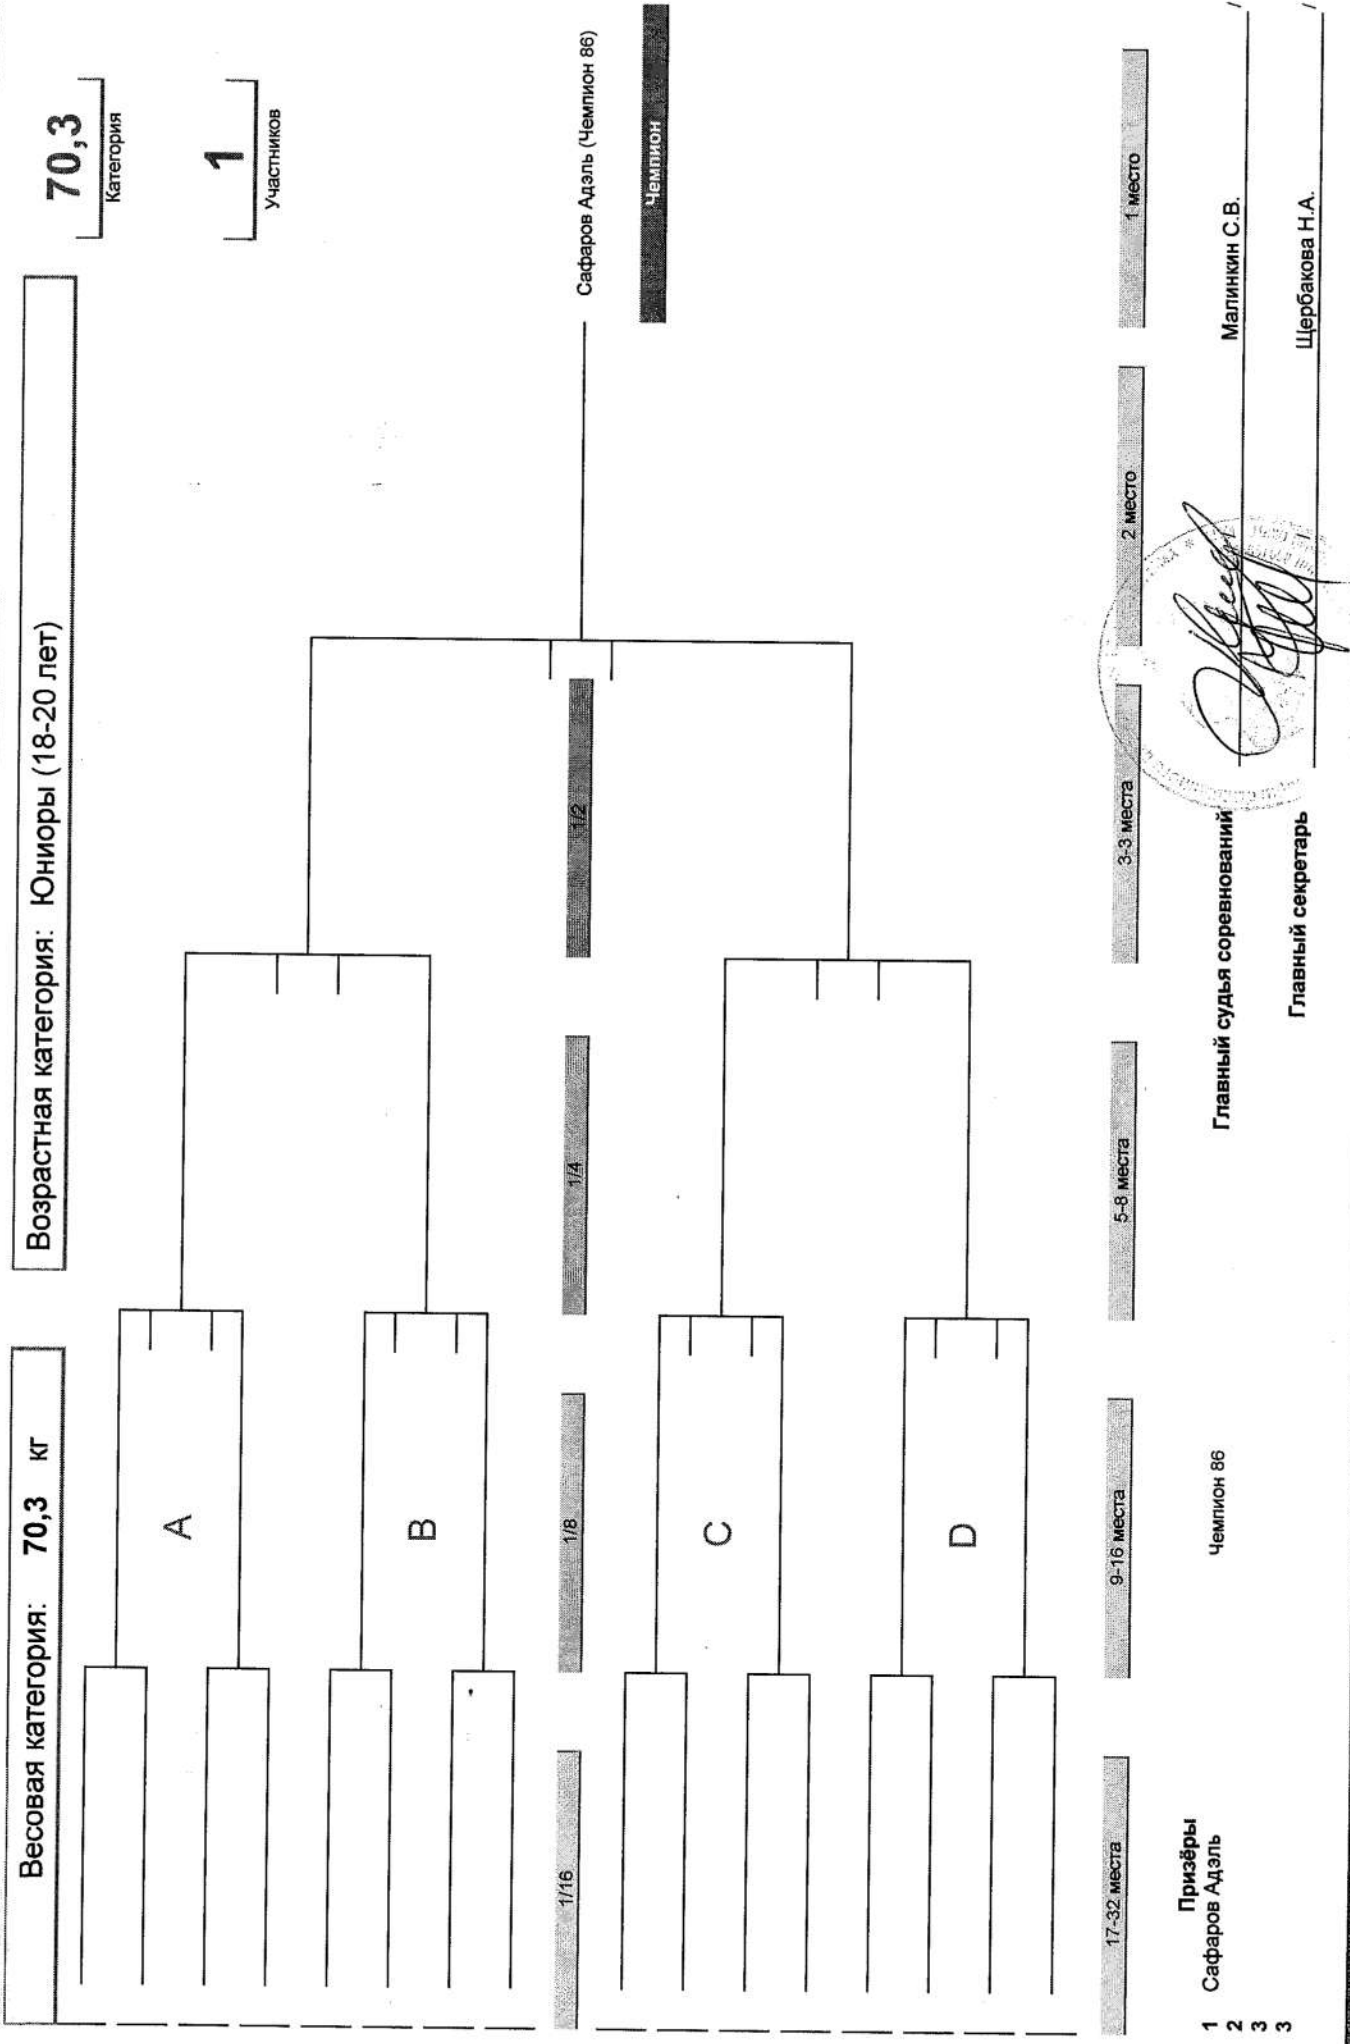 Весовая категория: 70,3 кг
Возрастная категория: Юниоры (18-20 лет)
70,3
Категория
1
Участников
A
B
Сафаров Адэль (Чемпион 86)
1/16
1/8
1/4
1/2
Чемпион
C
D
17-32 места
9-16 места
5-8 места
3-3 места
2 место
1 место
Призёры
1 Сафаров Адэль Чемпион 86
2
3
3
Главный судья соревнований Малинкин С.В. /
Главный секретарь Щербакова Н.А. /